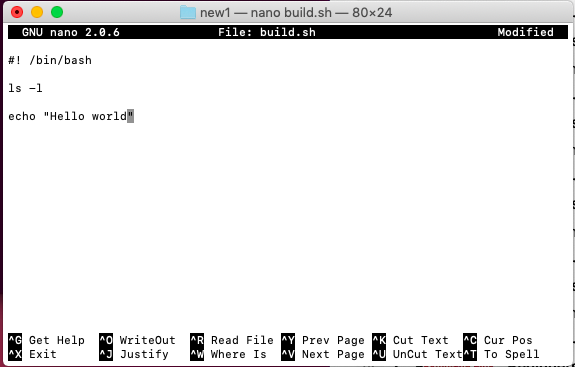 new1 — nano build.sh — 80×24
GNU nano 2.0.6 File: build.sh Modified
#! /bin/bash
ls -l
echo "Hello world"
^G Get Help ^O WriteOut ^R Read File ^Y Prev Page ^K Cut Text ^C Cur Pos
^X Exit ^J Justify ^W Where Is ^V Next Page ^U UnCut Text ^T To Spell